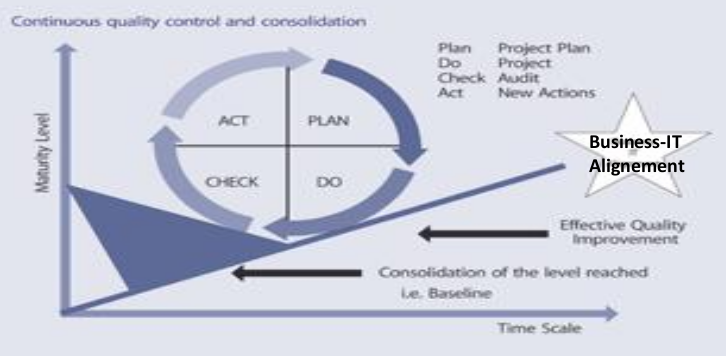 Continuous quality control and consolidation
Plan Project Plan
Do Project
Check Audit
Act New Actions
Maturity Level
ACT PLAN
CHECK DO
Business-IT
Alignement
Effective Quality
Improvement
Consolidation of the level reached
i.e. Baseline
Time Scale